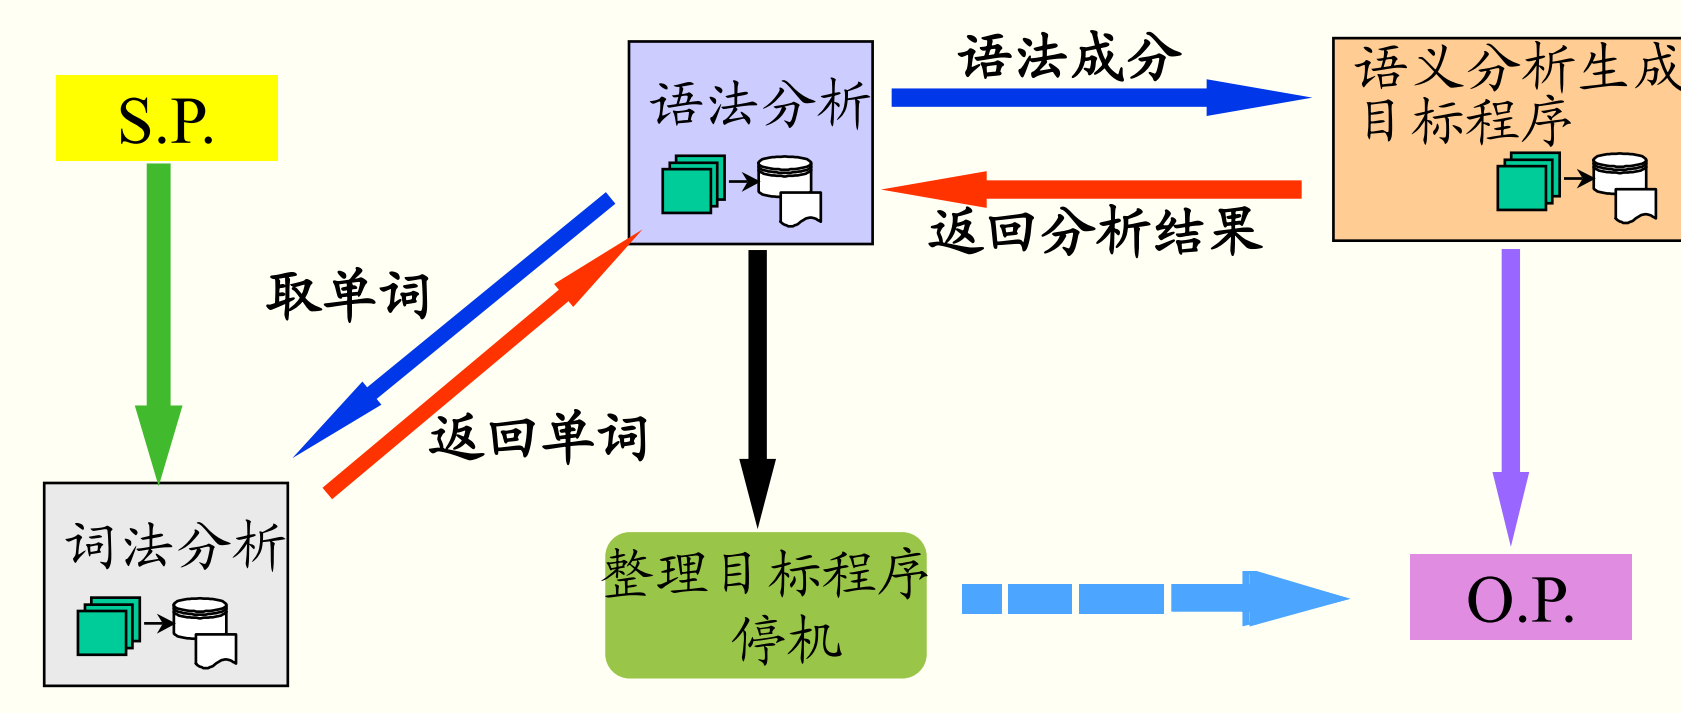 S.P.
语法分析
语法成分
语义分析生成
目标程序
返回分析结果
取单词
返回单词
词法分析
整理目标程序
停机
O.P.